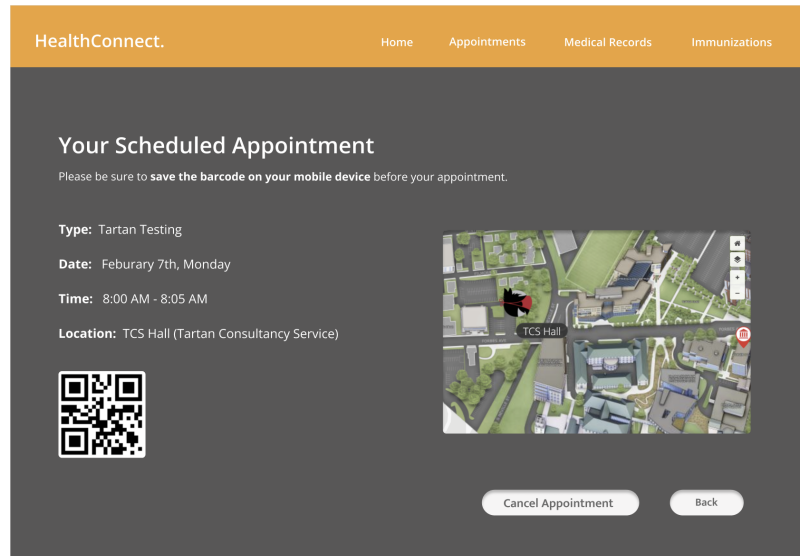 HealthConnect.
Home Appointments Medical Records Immunizations
Your Scheduled Appointment
Please be sure to save the barcode on your mobile device before your appointment.
Type: Tartan Testing
Date: Feburary 7th, Monday
Time: 8:00 AM - 8:05 AM
Location: TCS Hall (Tartan Consultancy Service)
TCS Hall
Cancel Appointment
Back